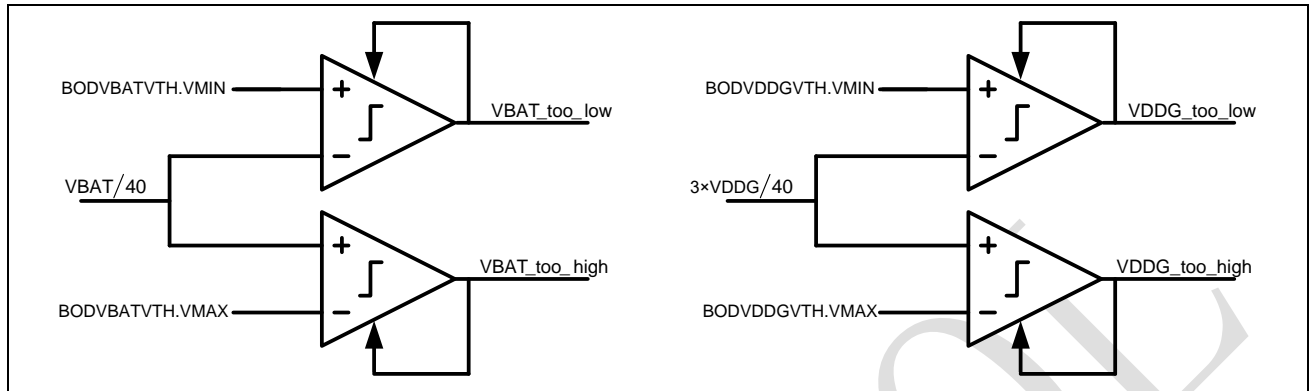 BODVBATVTH.VMIN
+
VBAT_too_low
−
VBAT/40
+
VBAT_too_high
BODVBATVTH.VMAX
−
BODVDDGVTH.VMIN
+
VDDG_too_low
−
3×VDDG/40
+
VDDG_too_high
BODVDDGVTH.VMAX
−